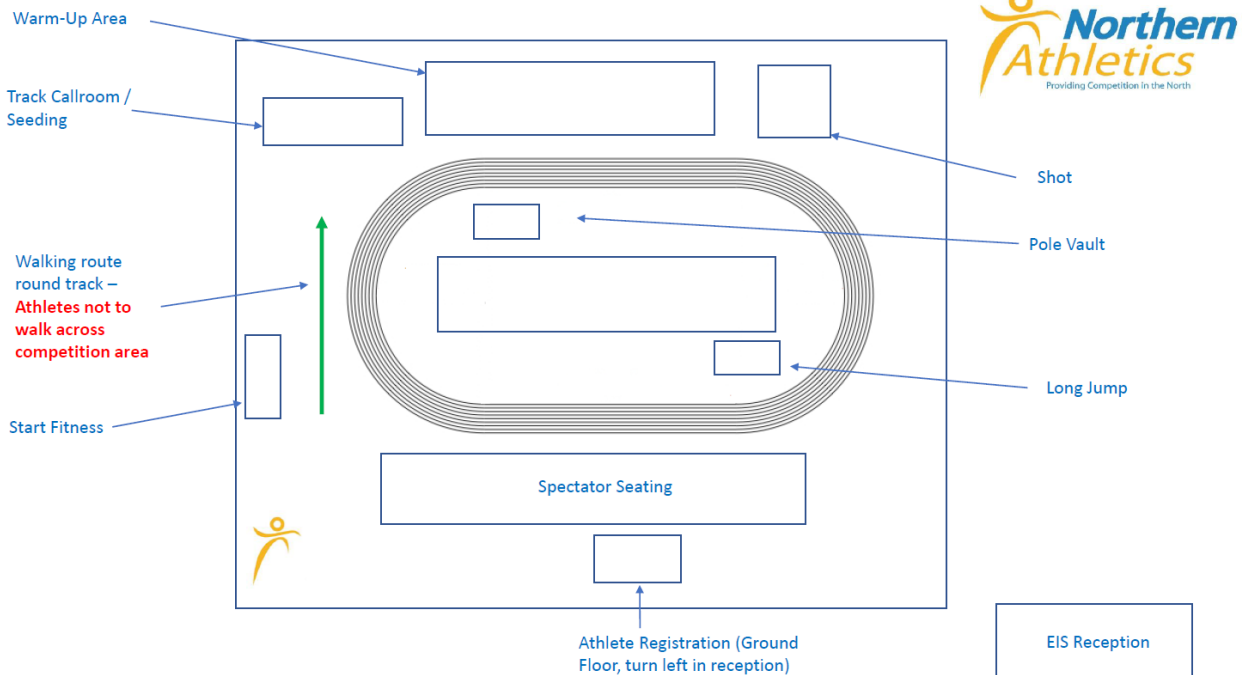 Warm-Up Area
Northern
Athletics
Providing Competition in the North
Track Callroom /
Seeding
Shot
Pole Vault
Walking route
round track –
Athletes not to
walk across
competition area
Long Jump
Start Fitness
Spectator Seating
Athlete Registration (Ground
Floor, turn left in reception)
EIS Reception